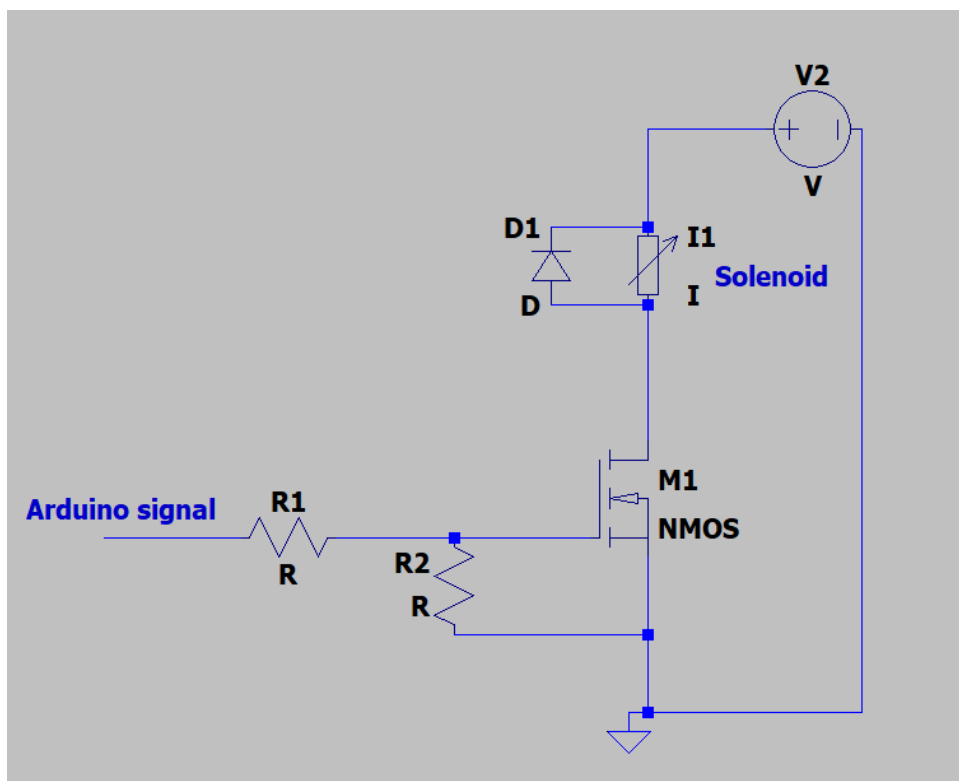 V2
V
D1
I1
Solenoid
D
I
M1
Arduino signal
R1
NMOS
R2
R
R